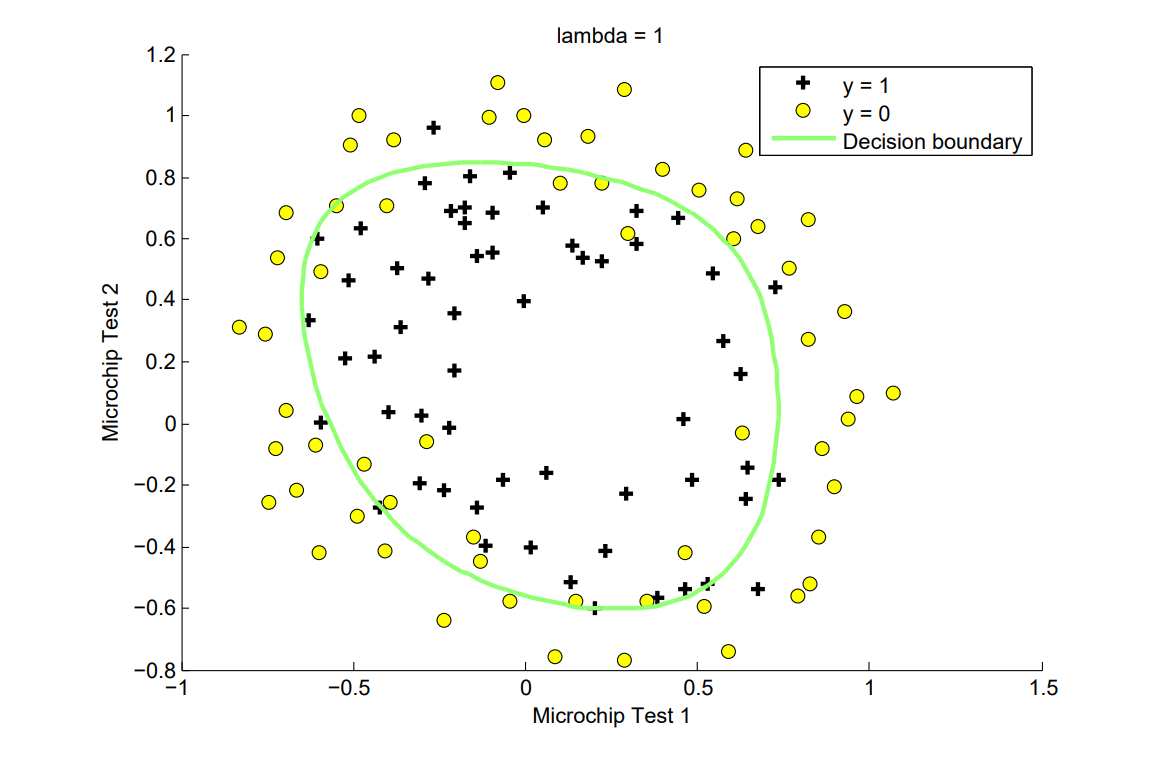 lambda = 1
y = 1
y = 0
Decision boundary
1.2
1
0.8
0.6
0.4
0.2
0
−0.2
−0.4
−0.6
−0.8
Microchip Test 2
−1 −0.5 0 0.5 1 1.5
Microchip Test 1